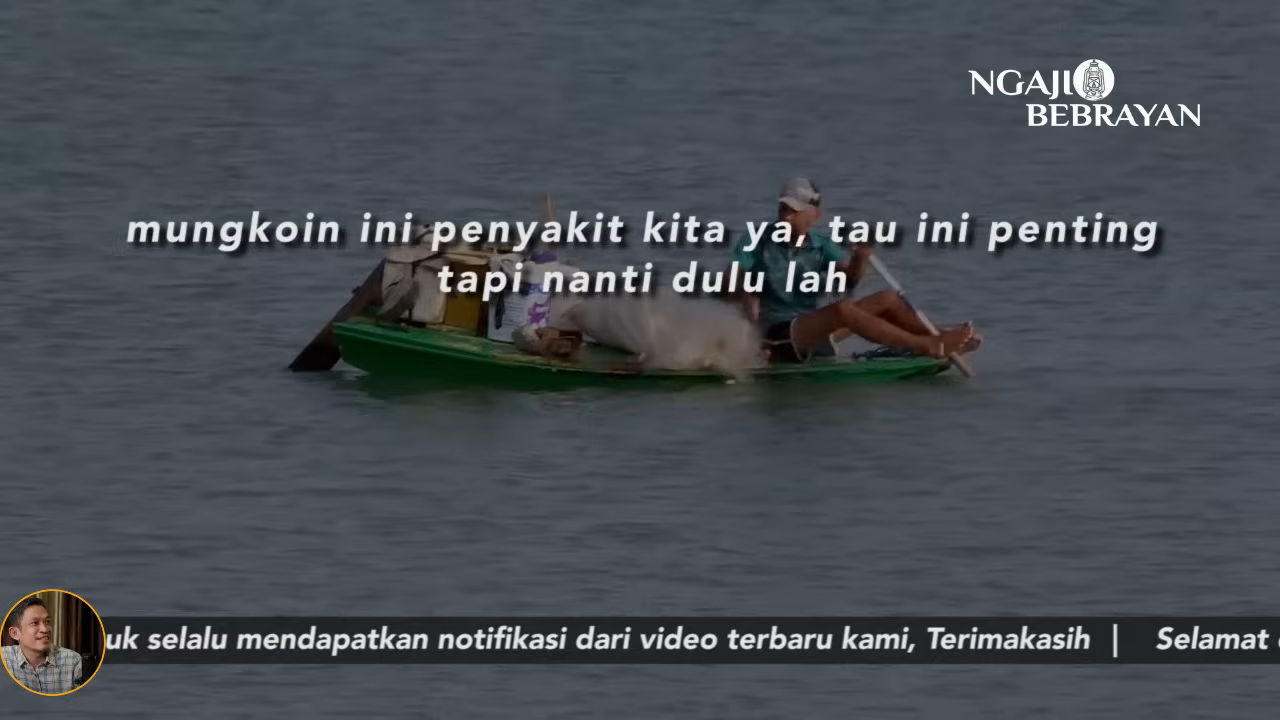 NGAJI
BEBRAYAN
mungkoin ini penyakit kita ya, tau ini penting
tapi nanti dulu lah
uk selalu mendapatkan notifikasi dari video terbaru kami, Terimakasih | Selamat